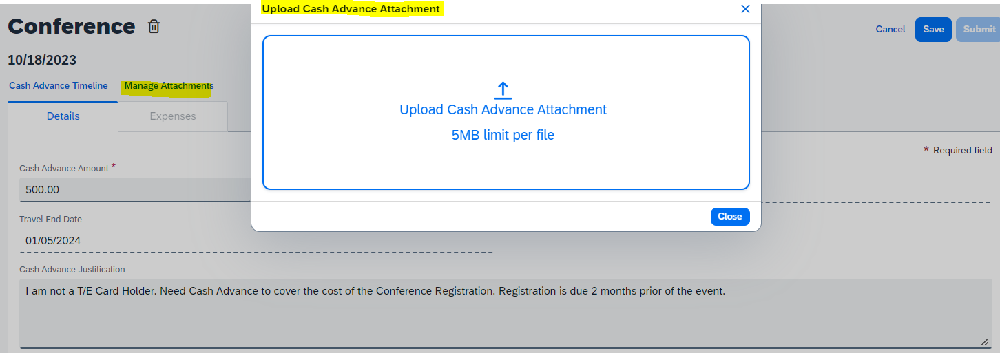 Upload Cash Advance Attachment
Conference
Cancel
Save
Submit
10/18/2023
Cash Advance Timeline
Manage Attachments
Details
Expenses
Upload Cash Advance Attachment
5MB limit per file
* Required field
Cash Advance Amount *
500.00
Close
Travel End Date
01/05/2024
Cash Advance Justification
I am not a T/E Card Holder. Need Cash Advance to cover the cost of the Conference Registration. Registration is due 2 months prior of the event.